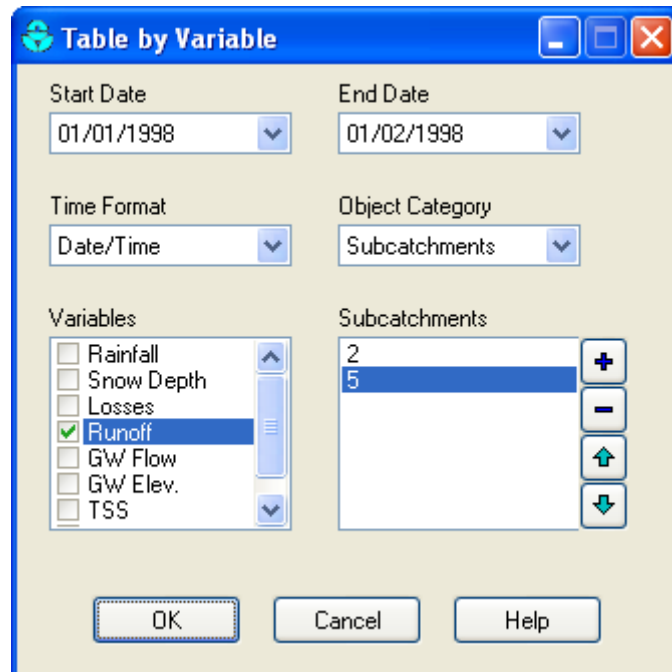 Table by Variable
Start Date
End Date
01/01/1998
01/02/1998
Time Format
Object Category
Date/Time
Subcatchments
Variables
Subcatchments
Rainfall
Snow Depth
Losses
Runoff
GW Flow
GW Elev.
TSS
2
5
OK
Cancel
Help